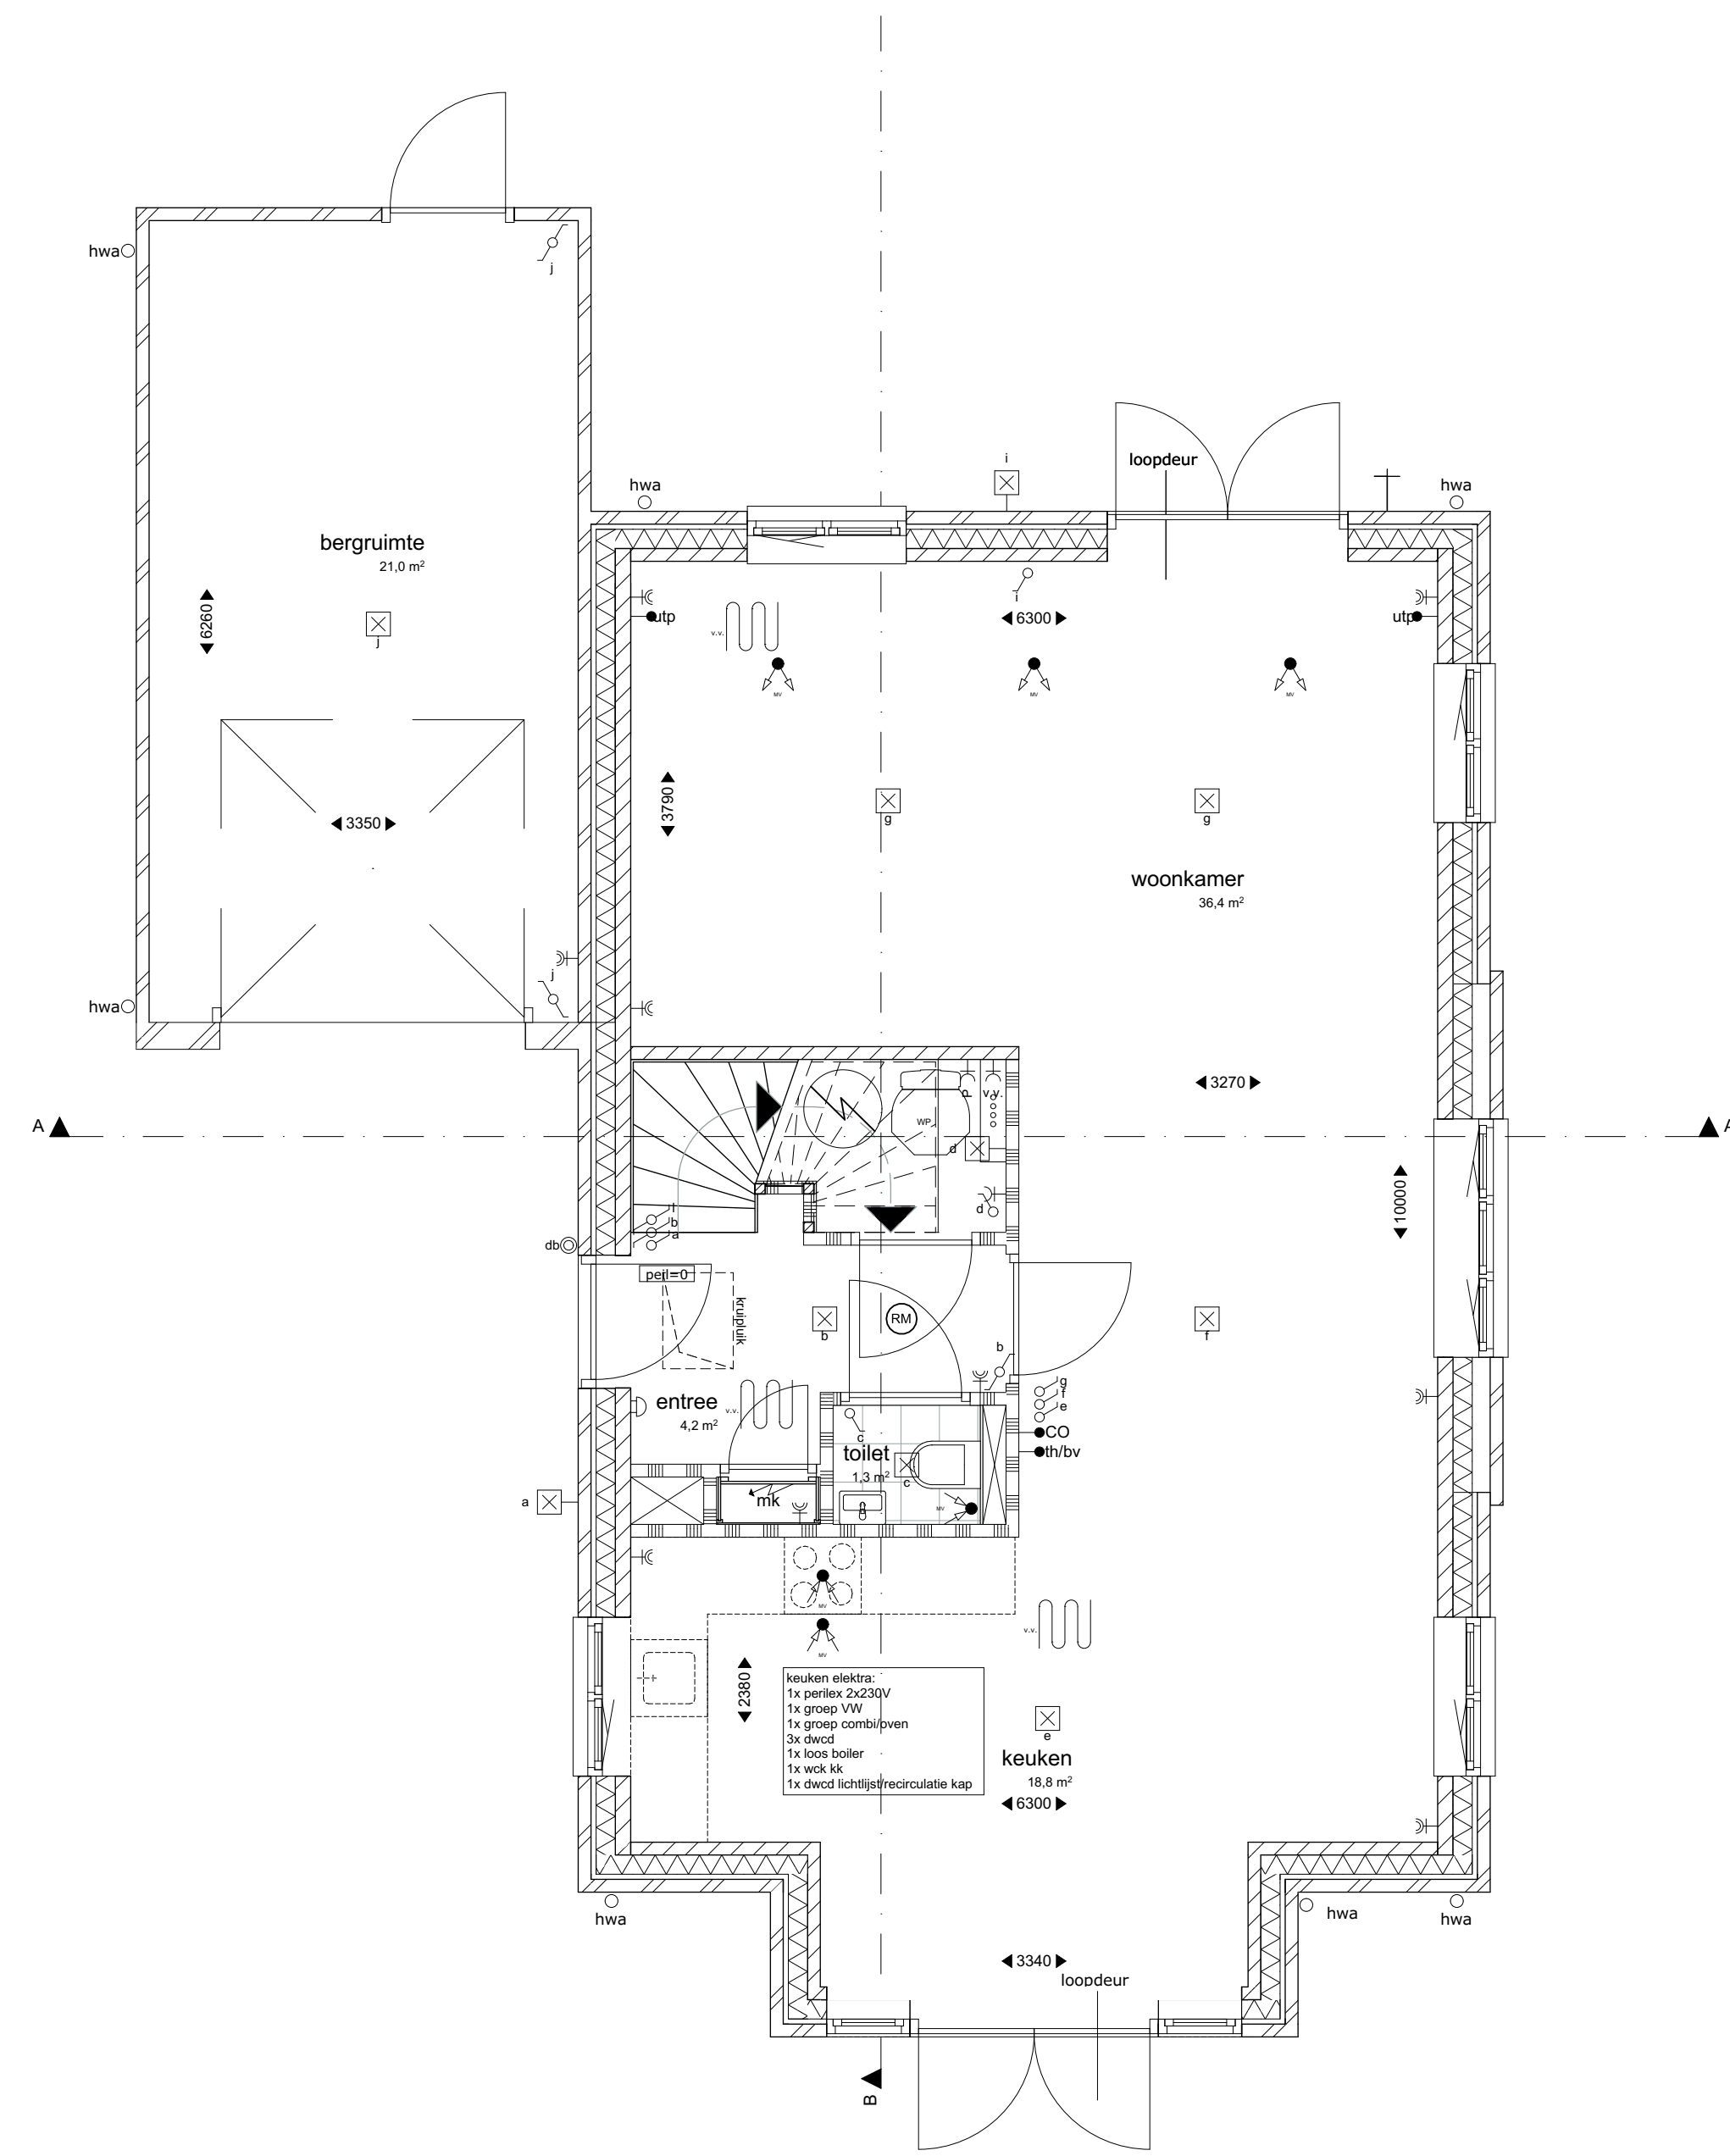 hwa
j
loopdeur
i
hwa
hwa
bergruimte
21,0 m²
j
6260
i
6300
utp
utp
v.v.
MV
MV
MV
3350
3790
g
g
woonkamer
36,4 m²
j
hwa
3270
A
A
P
v.v.
WP
d
d
10000
l
b
a
db
peil=0
kruipluik
b
RM
f
b
g
f
e
entree
4,2 m²
v.v.
c
CO
toilet
th/bv
1,3 m²
c
a
mk
MV
MV
v.v.
MV
2380
keuken elektra:
1x perilex 2x230V
1x groep VW
1x groep combi/oven
3x dwcd
1x loos boiler
1x wck kk
1x dwcd lichtlijst/recirculatie kap
e
keuken
18,8 m²
6300
hwa
hwa
hwa
3340
loopdeur
B